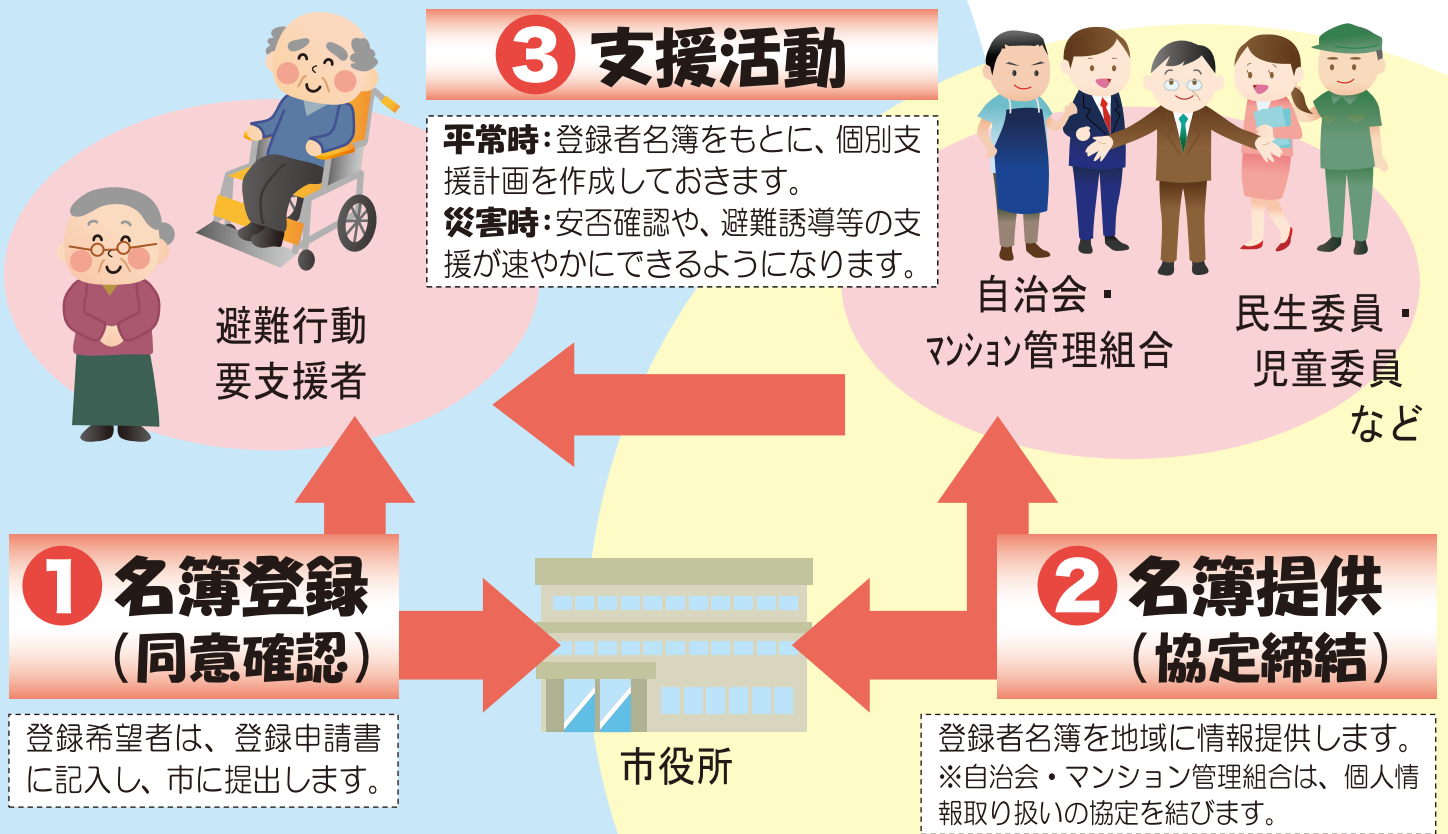 ❸ 支援活動
平常時：登録者名簿をもとに、個別支
援計画を作成しておきます。
災害時：安否確認や、避難誘導等の支
援が速やかにできるようになります。
避難行動
要支援者
自治会・
マンション管理組合
民生委員・
児童委員
など
❶ 名簿登録
（同意確認）
登録希望者は、登録申請書
に記入し、市に提出します。
市役所
❷ 名簿提供
（協定締結）
登録者名簿を地域に情報提供します。
※自治会・マンション管理組合は、個人情
報取り扱いの協定を結びます。